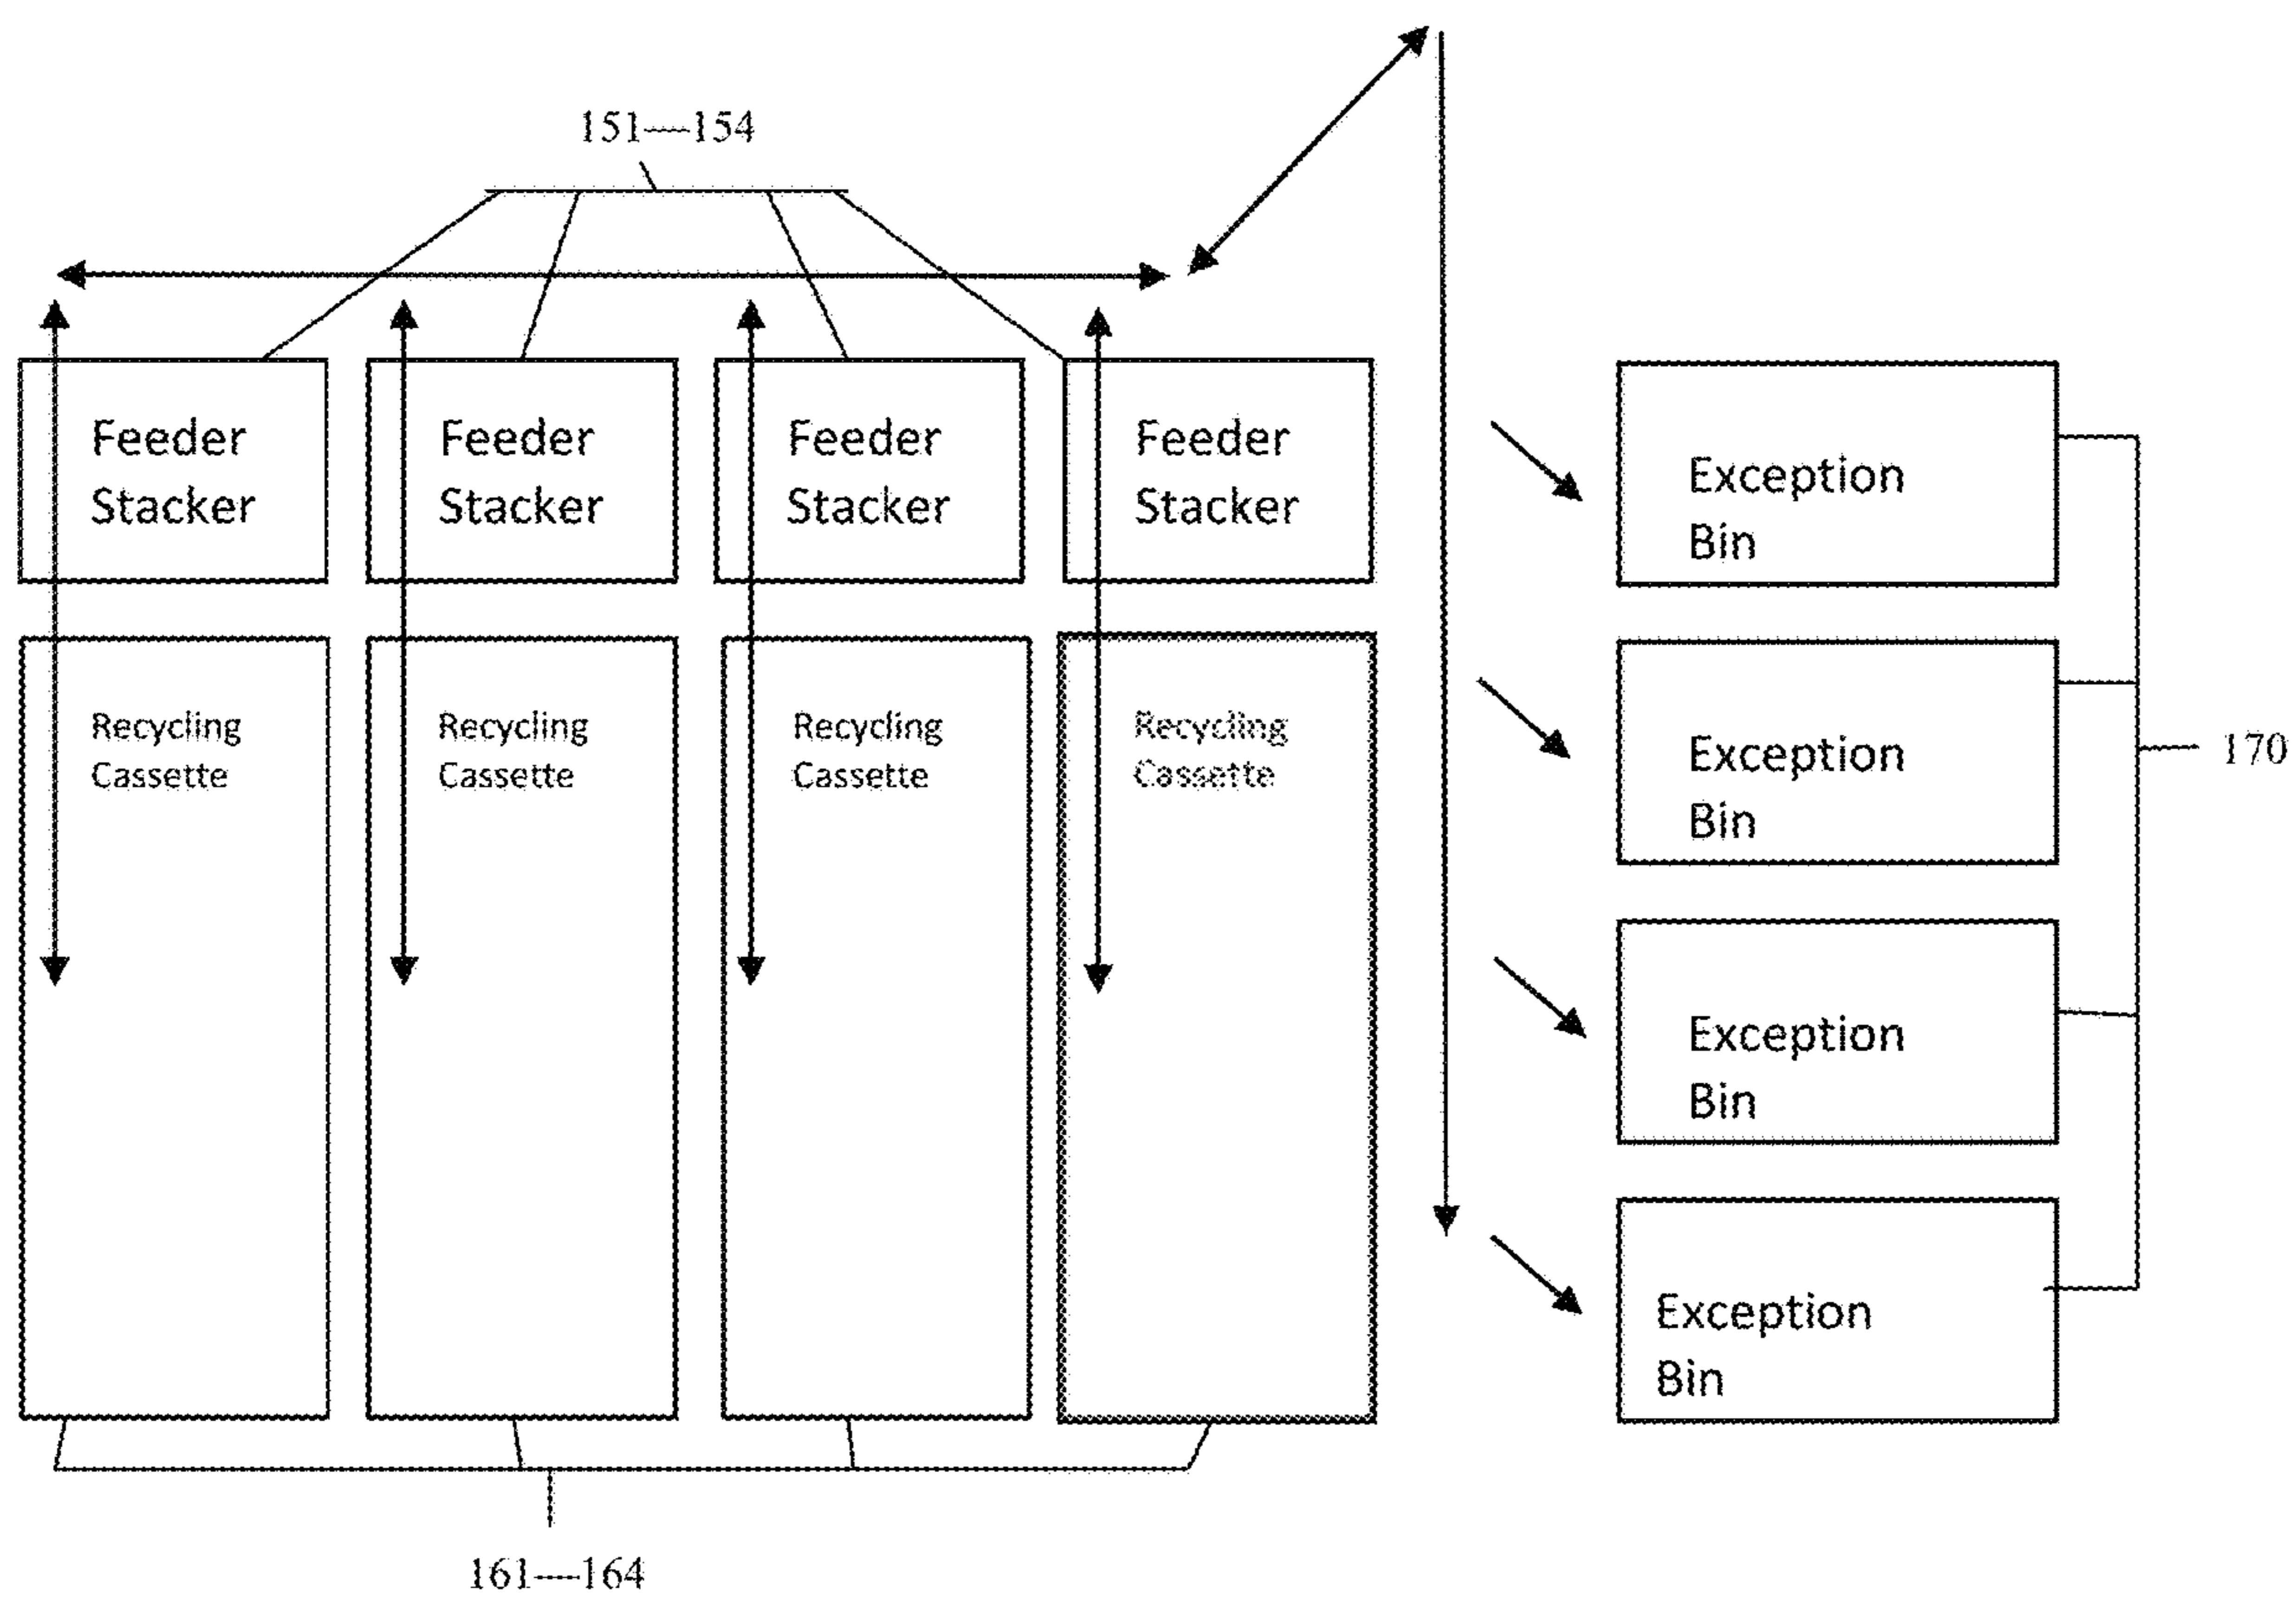 151—154
Feeder
Stacker
Feeder
Stacker
Feeder
Stacker
Feeder
Stacker
Exception
Bin
Recycling
Cassette
Recycling
Cassette
Recycling
Cassette
Recycling
Cassette
Exception
Bin
170
Exception
Bin
Exception
Bin
161—164